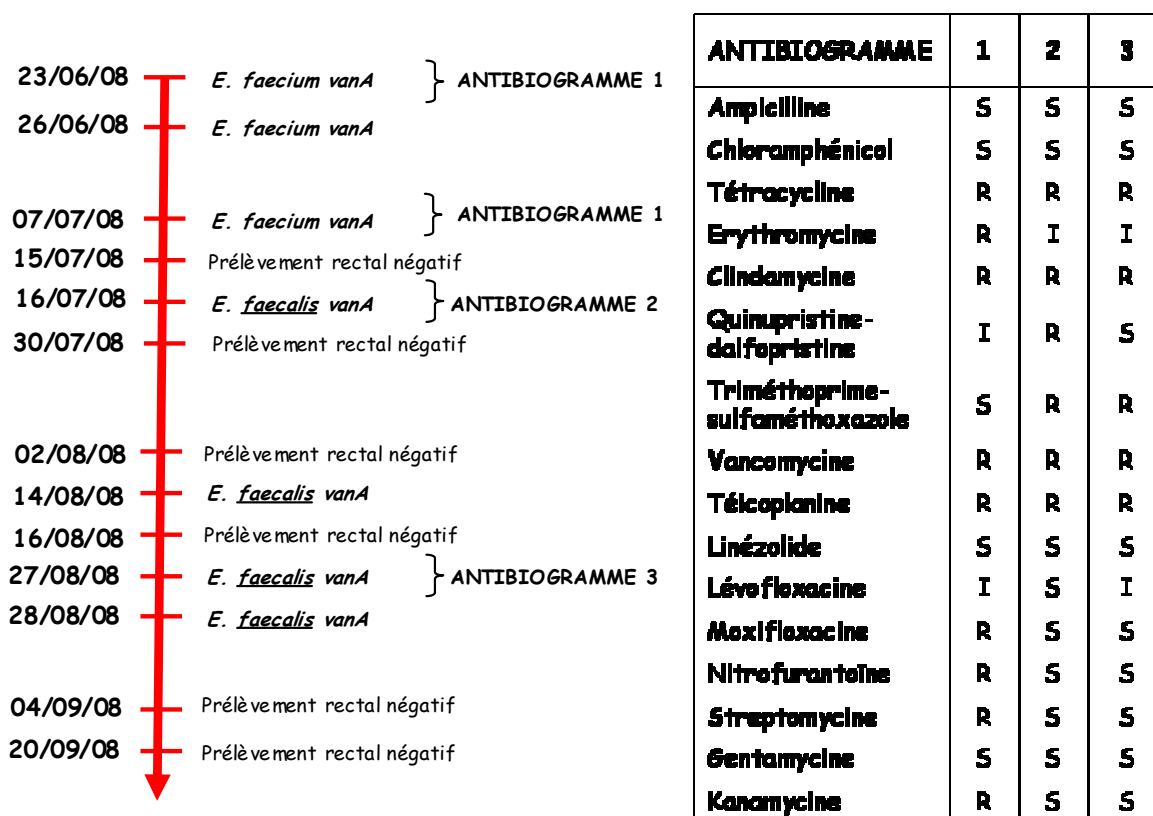 23/06/08 E. faecium vanA } ANTIBIOGRAMME 1
26/06/08 E. faecium vanA
07/07/08 E. faecium vanA } ANTIBIOGRAMME 1
15/07/08 Prélèvement rectal négatif
16/07/08 E. faecalis vanA } ANTIBIOGRAMME 2
30/07/08 Prélèvement rectal négatif
02/08/08 Prélèvement rectal négatif
14/08/08 E. faecalis vanA
16/08/08 Prélèvement rectal négatif
27/08/08 E. faecalis vanA } ANTIBIOGRAMME 3
28/08/08 E. faecalis vanA
04/09/08 Prélèvement rectal négatif
20/09/08 Prélèvement rectal négatif
ANTIBIOGRAMME 1 2 3
Ampicilline S S S
Chloramphénicol S S S
Tétracycline R R R
Erythromycine R I I
Clindamycine R R R
Quinupristine-
dalfopristine I R S
Triméthoprime-
sulfaméthoxazole S R R
Vancomycine R R R
Téicoplanine R R R
Linézolide S S S
Lévofloxacine I S I
Moxifloxacine R S S
Nitrofurantoïne R S S
Streptomycine R S S
Gentamycine S S S
Kanamycine R S S